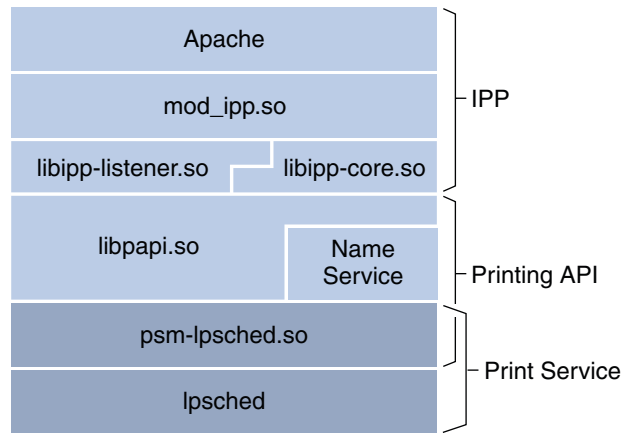 Apache
mod_ipp.so
IPP
libipp-listener.so
libipp-core.so
libpapi.so
Name
Service
Printing API
psm-lpsched.so
Print Service
lpsched